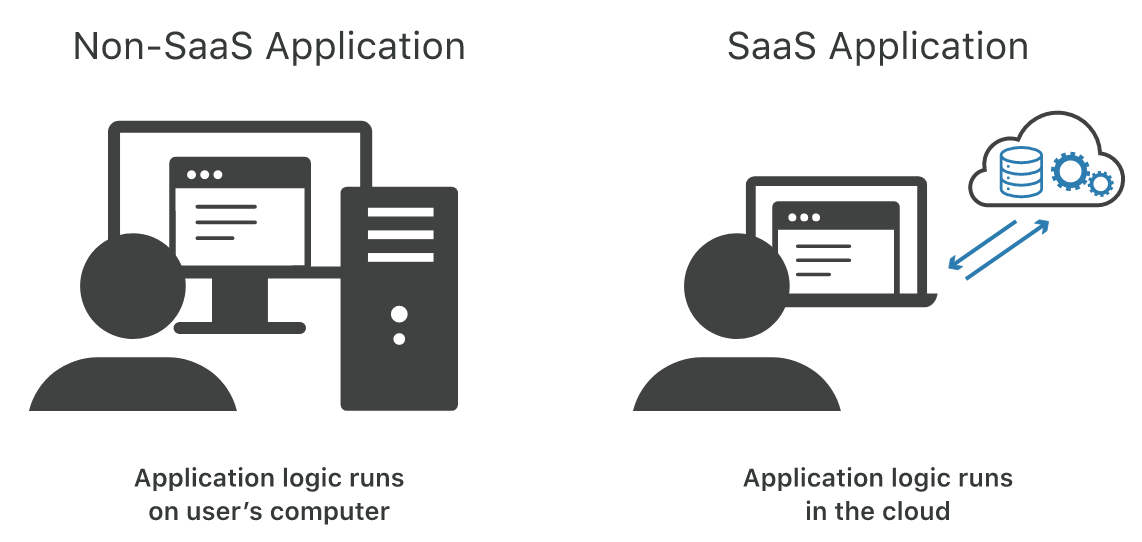 Non-SaaS Application
SaaS Application
Application logic runs
on user’s computer
Application logic runs
in the cloud